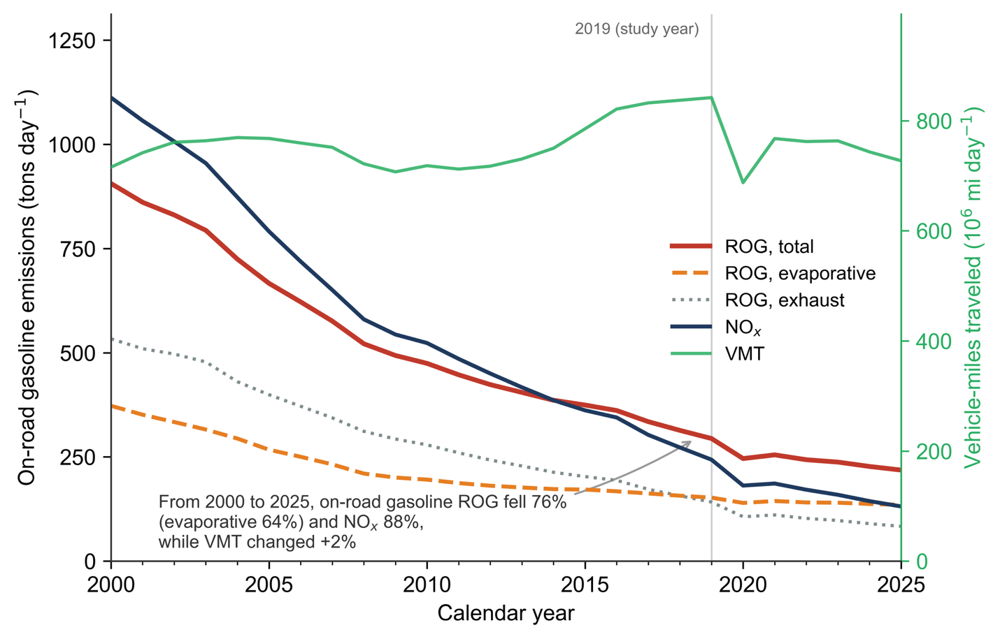 2019 (study year)
On-road gasoline emissions (tons day⁻¹)
1250
1000
750
500
250
0
Vehicle-miles traveled (10⁶ mi day⁻¹)
800
600
400
200
0
ROG, total
ROG, evaporative
ROG, exhaust
NOₓ
VMT
From 2000 to 2025, on-road gasoline ROG fell 76%
(evaporative 64%) and NOₓ 88%,
while VMT changed +2%
2000 2005 2010 2015 2020 2025
Calendar year